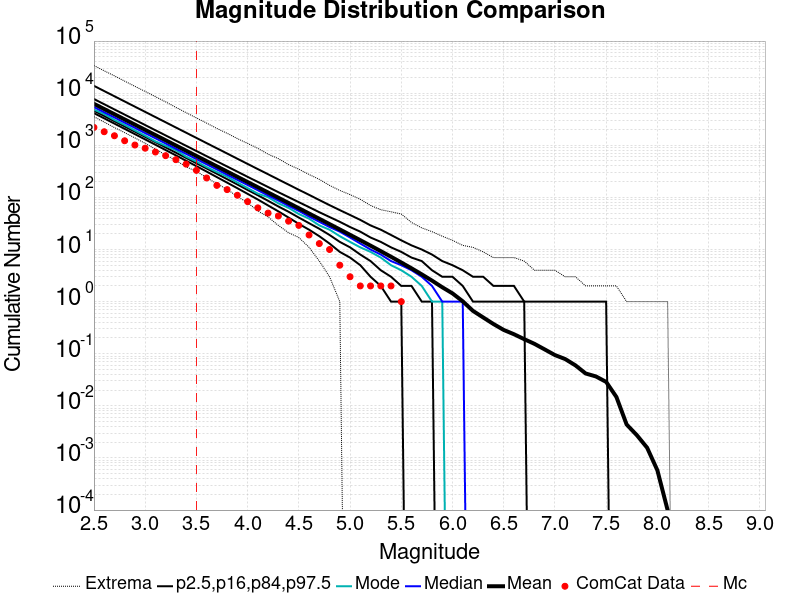 Magnitude Distribution Comparison
10^5
10^4
10^3
10^2
10^1
10^0
10^-1
10^-2
10^-3
10^-4
Cumulative Number
2.5 3.0 3.5 4.0 4.5 5.0 5.5 6.0 6.5 7.0 7.5 8.0 8.5 9.0
Magnitude
Extrema p2.5,p16,p84,p97.5 Mode Median Mean ComCat Data Mc